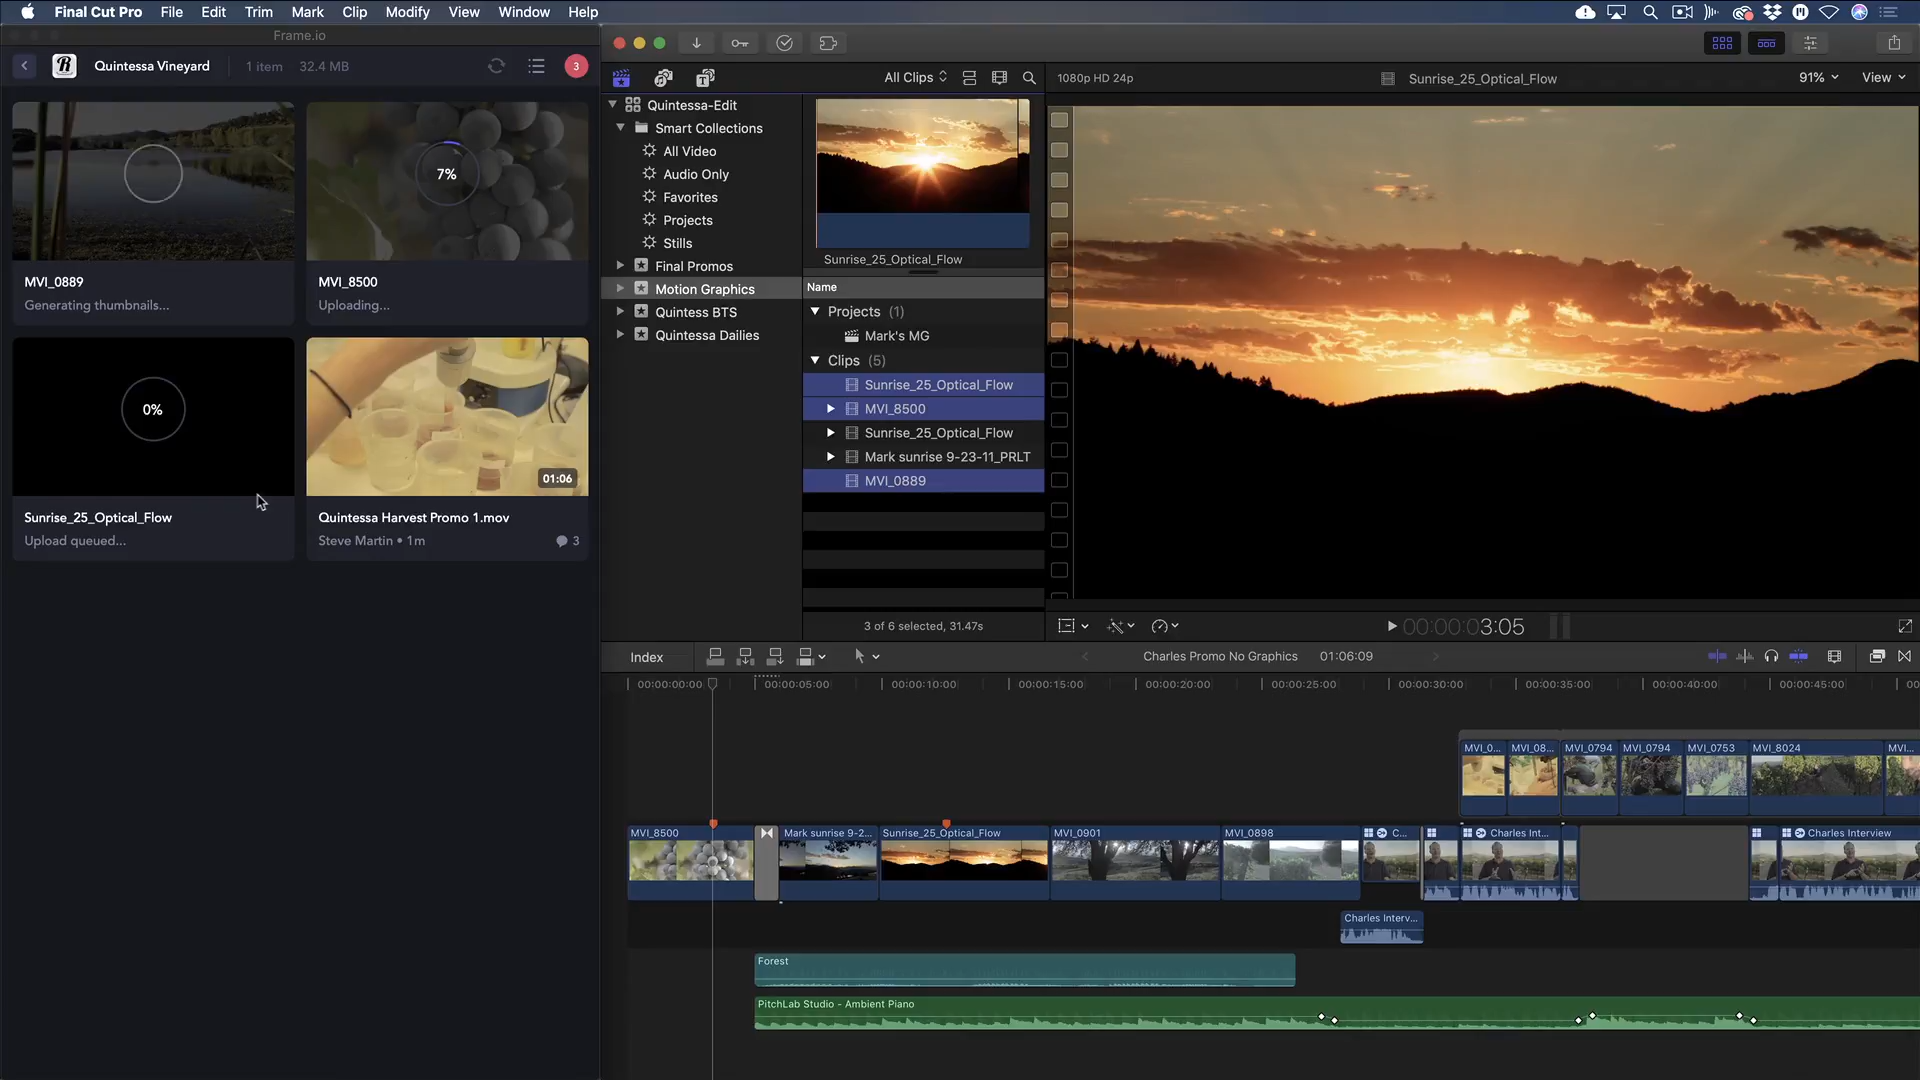 Final Cut Pro File Edit Trim Mark Clip Modify View Window Help
Frame.io
Quintessa Vineyard 1 item 32.4 MB 3
7%
MVI_0889
Generating thumbnails...
MVI_8500
Uploading...
0%
01:06
Sunrise_25_Optical_Flow
Upload queued...
Quintessa Harvest Promo 1.mov
Steve Martin • 1m 3
All Clips
Quintessa-Edit
Smart Collections
All Video
Audio Only
Favorites
Projects
Stills
Final Promos
Motion Graphics
Quintess BTS
Quintessa Dailies
Sunrise_25_Optical_Flow
Name
Projects (1)
Mark's MG
Clips (5)
Sunrise_25_Optical_Flow
MVI_8500
Sunrise_25_Optical_Flow
Mark sunrise 9-23-11_PRLT
MVI_0889
3 of 6 selected, 31.47s
1080p HD 24p
Sunrise_25_Optical_Flow
91%
View
00:00:03:05
Index
Charles Promo No Graphics 01:06:09
00:00:00:00 00:00:05:00 00:00:10:00 00:00:15:00 00:00:20:00 00:00:25:00 00:00:30:00 00:00:35:00 00:00:40:00 00:00:45:00 00
MVI_0... MVI_08... MVI_0794 MVI_0794 MVI_0753 MVI_8024 MVI...
MVI_8500 Mark sunrise 9-2... Sunrise_25_Optical_Flow MVI_0901 MVI_0898 C... Charles Int... Charles Interview
Charles Interv...
Forest
PitchLab Studio - Ambient Piano